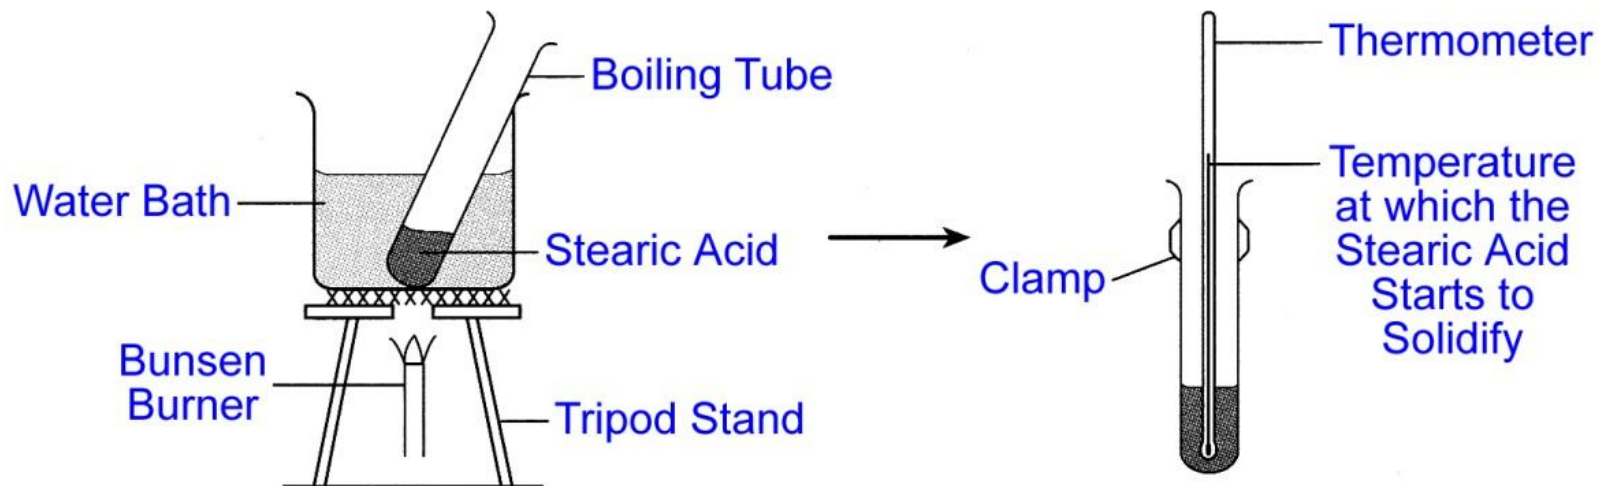 Boiling Tube
Water Bath
Stearic Acid
Bunsen
Burner
Tripod Stand
Thermometer
Temperature
at which the
Stearic Acid
Starts to
Solidify
Clamp